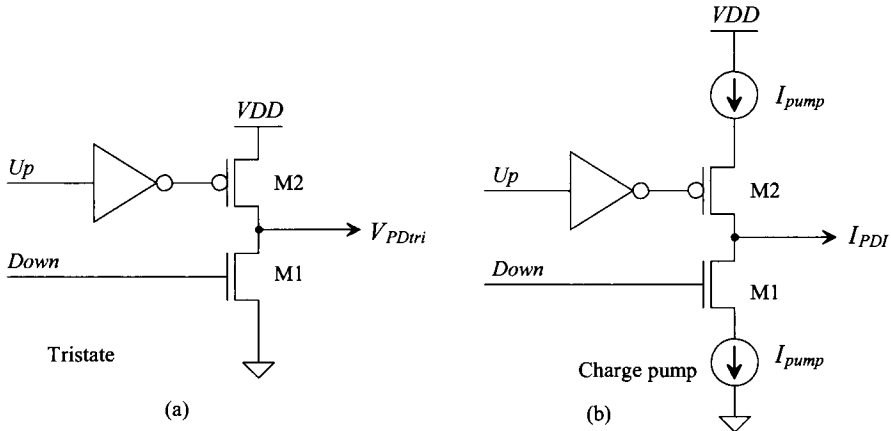 VDD
Up
M2
V_PDtri
Down
M1
Tristate
(a)
VDD
I_pump
Up
M2
I_PDI
Down
M1
I_pump
Charge pump
(b)